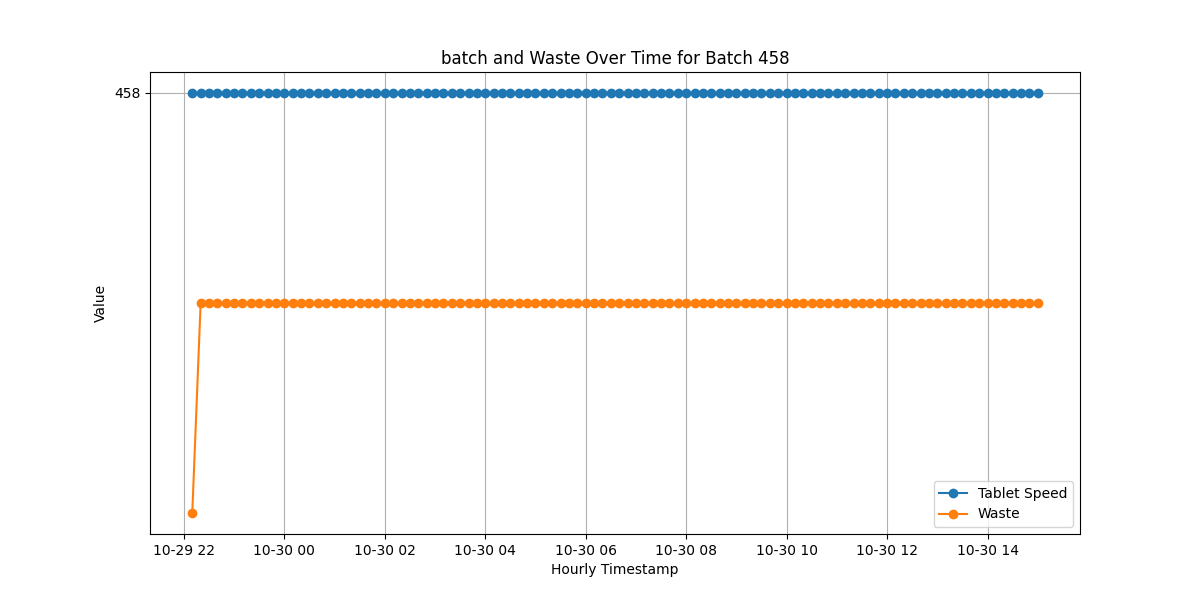 batch and Waste Over Time for Batch 458
458
Value
Tablet Speed
Waste
10-29 22 10-30 00 10-30 02 10-30 04 10-30 06 10-30 08 10-30 10 10-30 12 10-30 14
Hourly Timestamp